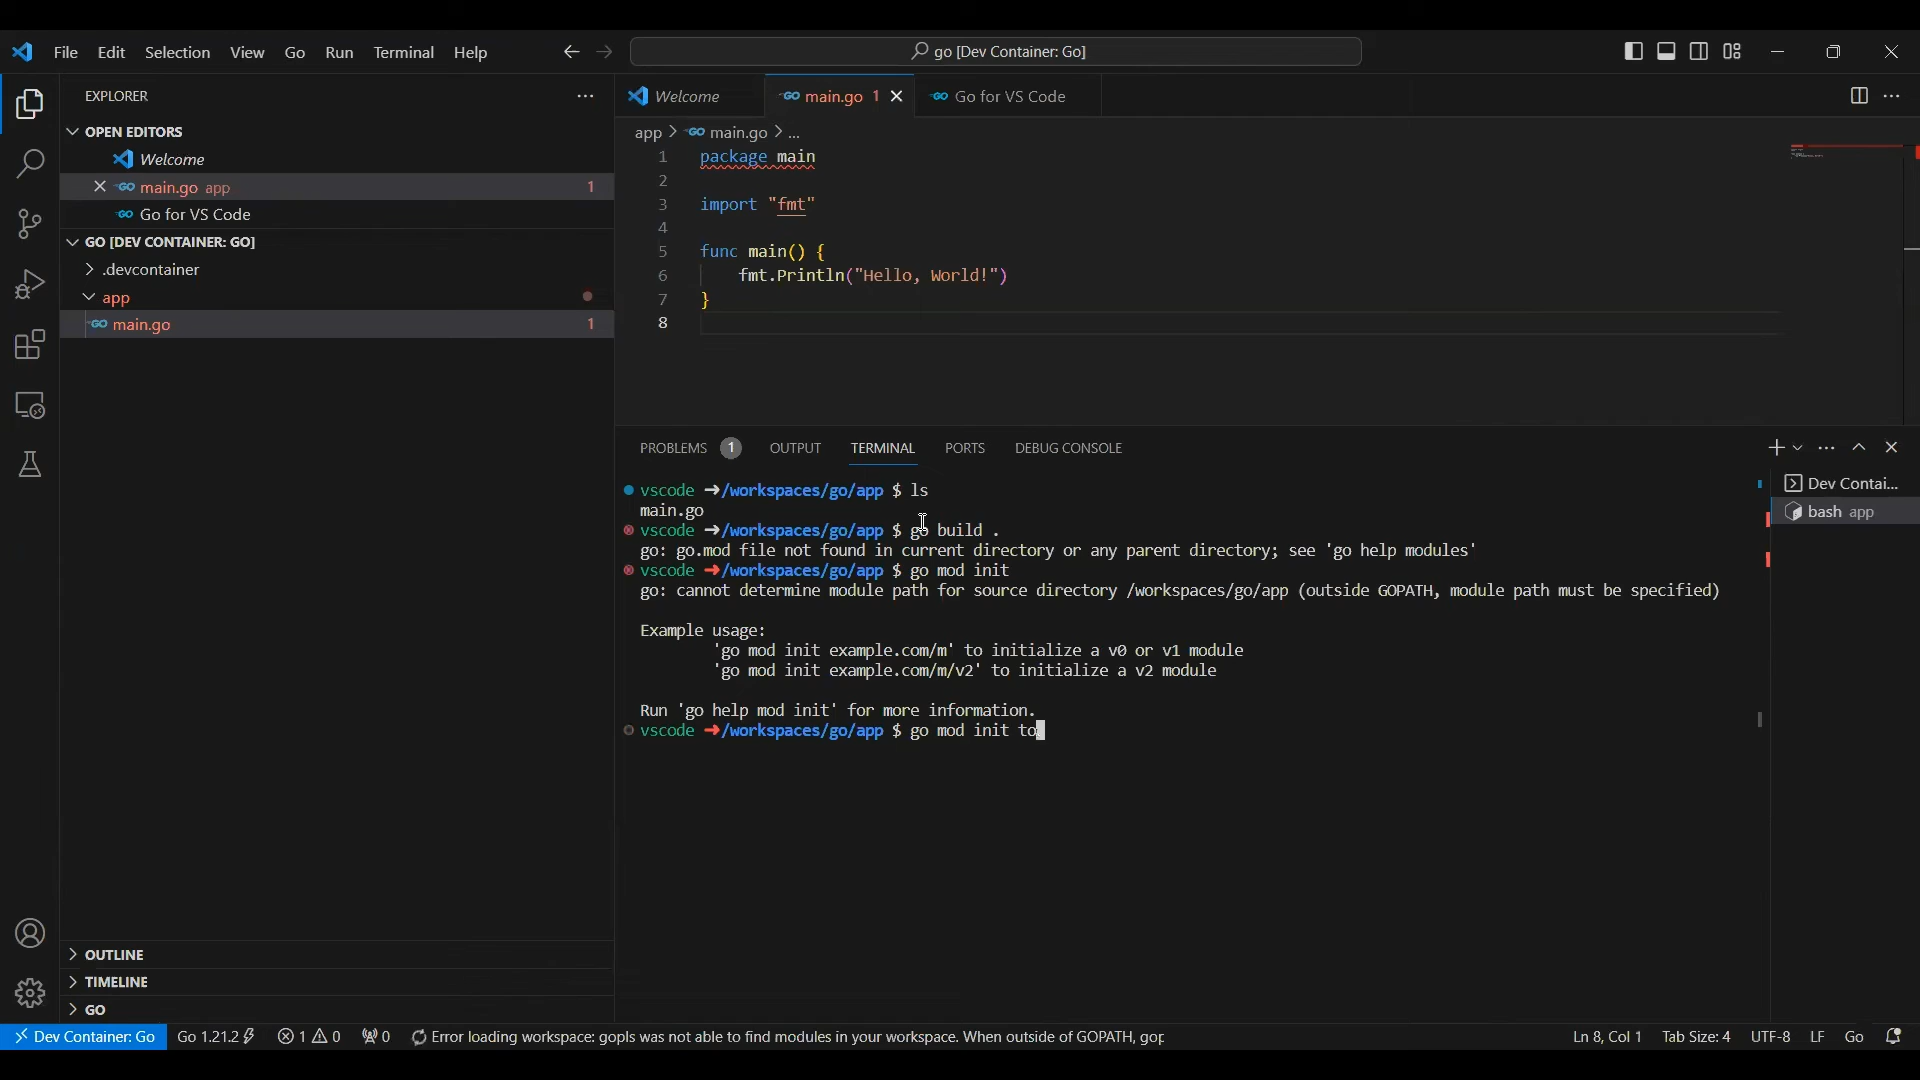 File Edit Selection View Go Run Terminal Help go [Dev Container: Go]
EXPLORER
OPEN EDITORS
Welcome
main.go app 1
Go for VS Code
GO [DEV CONTAINER: GO]
.devcontainer
app
main.go 1
OUTLINE
TIMELINE
GO
Welcome main.go 1 Go for VS Code
app > main.go > ...
1 package main
2
3 import "fmt"
4
5 func main() {
6 fmt.Println("Hello, World!")
7 }
8
PROBLEMS 1 OUTPUT TERMINAL PORTS DEBUG CONSOLE
vscode ➜/workspaces/go/app $ ls
main.go
vscode ➜/workspaces/go/app $ go build .
go: go.mod file not found in current directory or any parent directory; see 'go help modules'
vscode ➜/workspaces/go/app $ go mod init
go: cannot determine module path for source directory /workspaces/go/app (outside GOPATH, module path must be specified)
Example usage:
'go mod init example.com/m' to initialize a v0 or v1 module
'go mod init example.com/m/v2' to initialize a v2 module
Run 'go help mod init' for more information.
vscode ➜/workspaces/go/app $ go mod init to
Dev Contai...
bash app
Dev Container: Go Go 1.21.2 1 0 0 Error loading workspace: gopls was not able to find modules in your workspace. When outside of GOPATH, gop Ln 8, Col 1 Tab Size: 4 UTF-8 LF Go